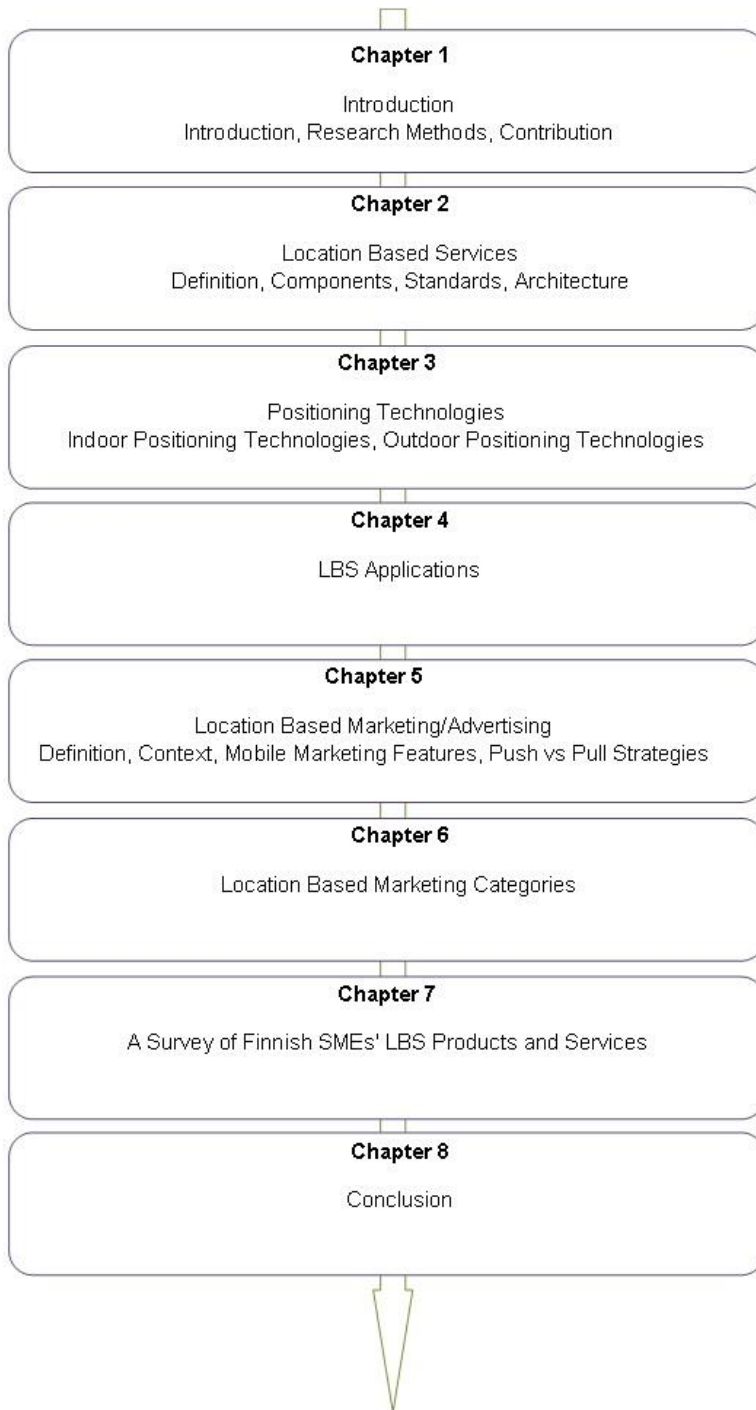 Chapter 1
Introduction
Introduction, Research Methods, Contribution
Chapter 2
Location Based Services
Definition, Components, Standards, Architecture
Chapter 3
Positioning Technologies
Indoor Positioning Technologies, Outdoor Positioning Technologies
Chapter 4
LBS Applications
Chapter 5
Location Based Marketing/Advertising
Definition, Context, Mobile Marketing Features, Push vs Pull Strategies
Chapter 6
Location Based Marketing Categories
Chapter 7
A Survey of Finnish SMEs' LBS Products and Services
Chapter 8
Conclusion